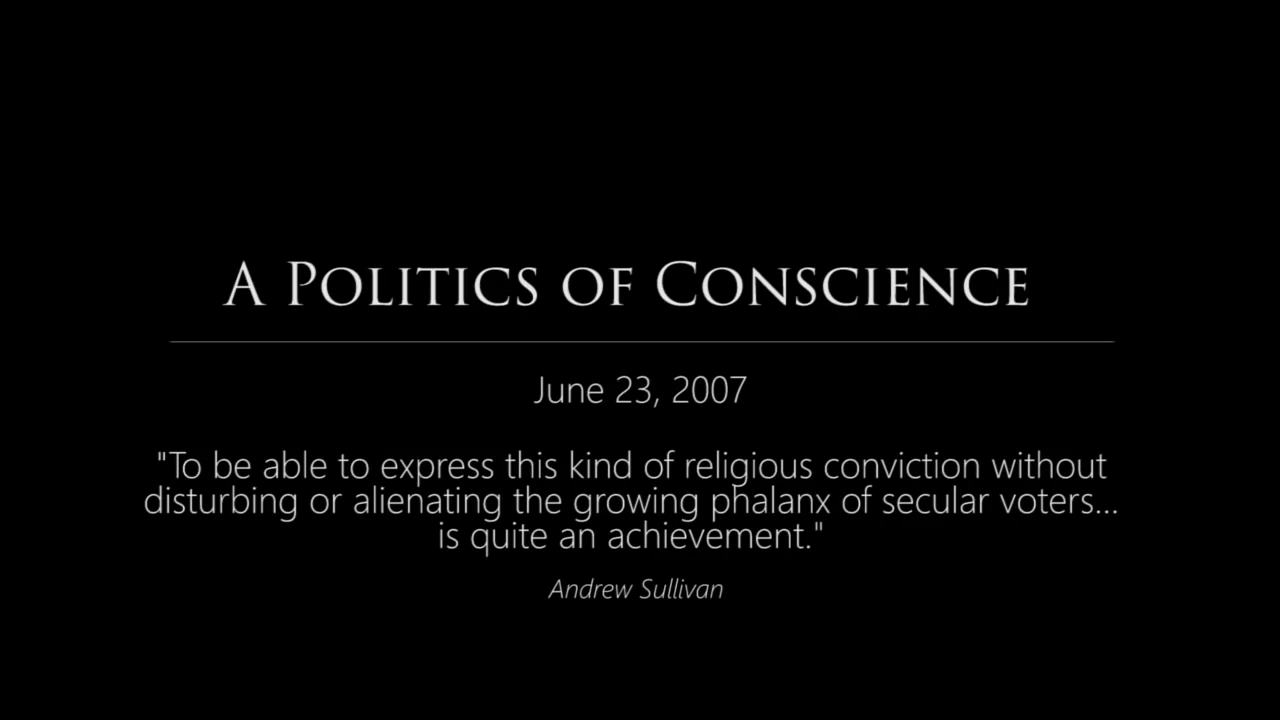 A Politics of Conscience
June 23, 2007
"To be able to express this kind of religious conviction without
disturbing or alienating the growing phalanx of secular voters...
is quite an achievement."
Andrew Sullivan